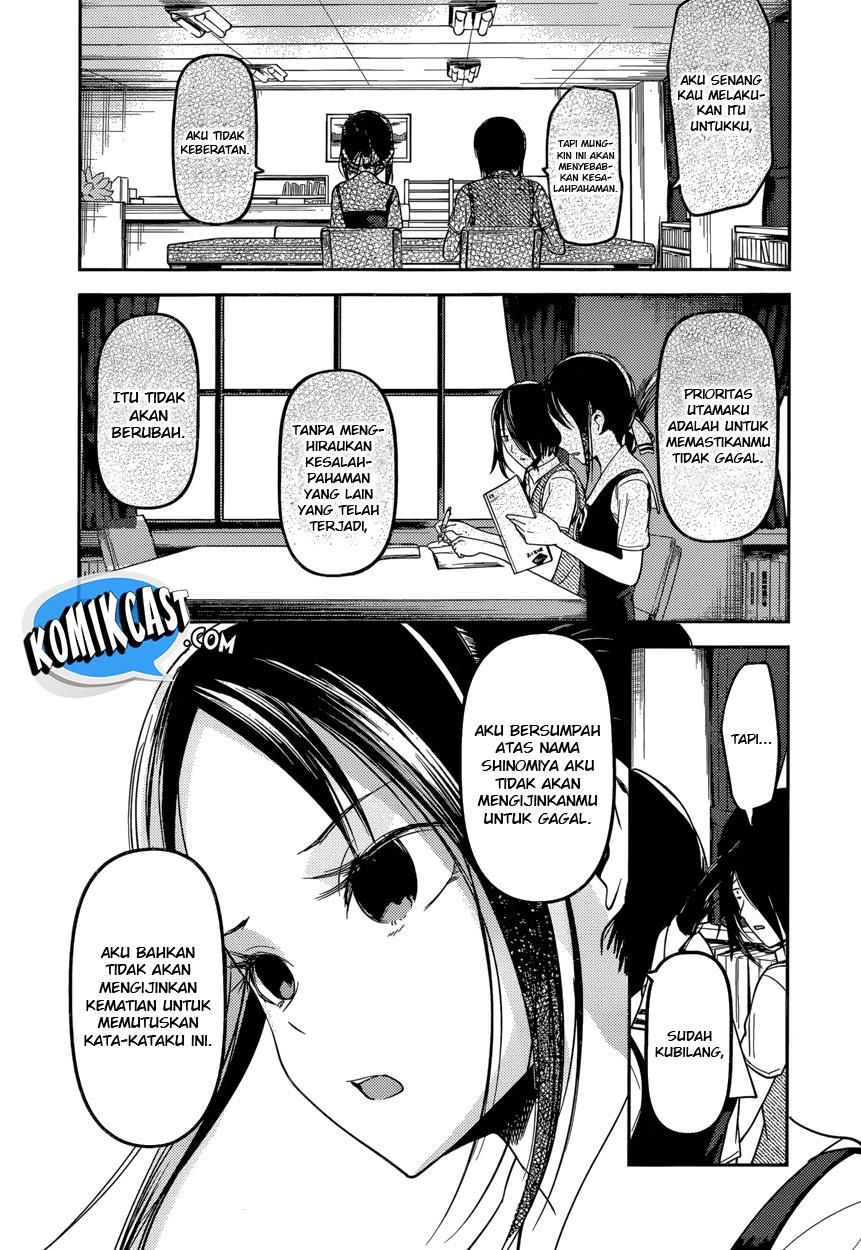 AKU SENANG
KAU MELAKU-
KAN ITU
UNTUKKU,
TAPI MUNG-
KIN INI AKAN
MENYEBAB-
KAN KESA-
LAHPAHAMAN.
AKU TIDAK
KEBERATAN.
PRIORITAS
UTAMAKU
ADALAH UNTUK
MEMASTIKANMU
TIDAK GAGAL.
TANPA MENG-
HIRAUKAN
KESALAH-
PAHAMAN
YANG LAIN
YANG TELAH
TERJADI,
ITU TIDAK
AKAN
BERUBAH.
KOMIKCAST
.COM
TAPI...
SUDAH
KUBILANG,
AKU BERSUMPAH
ATAS NAMA
SHINOMIYA AKU
TIDAK AKAN
MENGIJINKANMU
UNTUK GAGAL.
AKU BAHKAN
TIDAK AKAN
MENGIJINKAN
KEMATIAN UNTUK
MEMUTUSKAN
KATA-KATAKU INI.